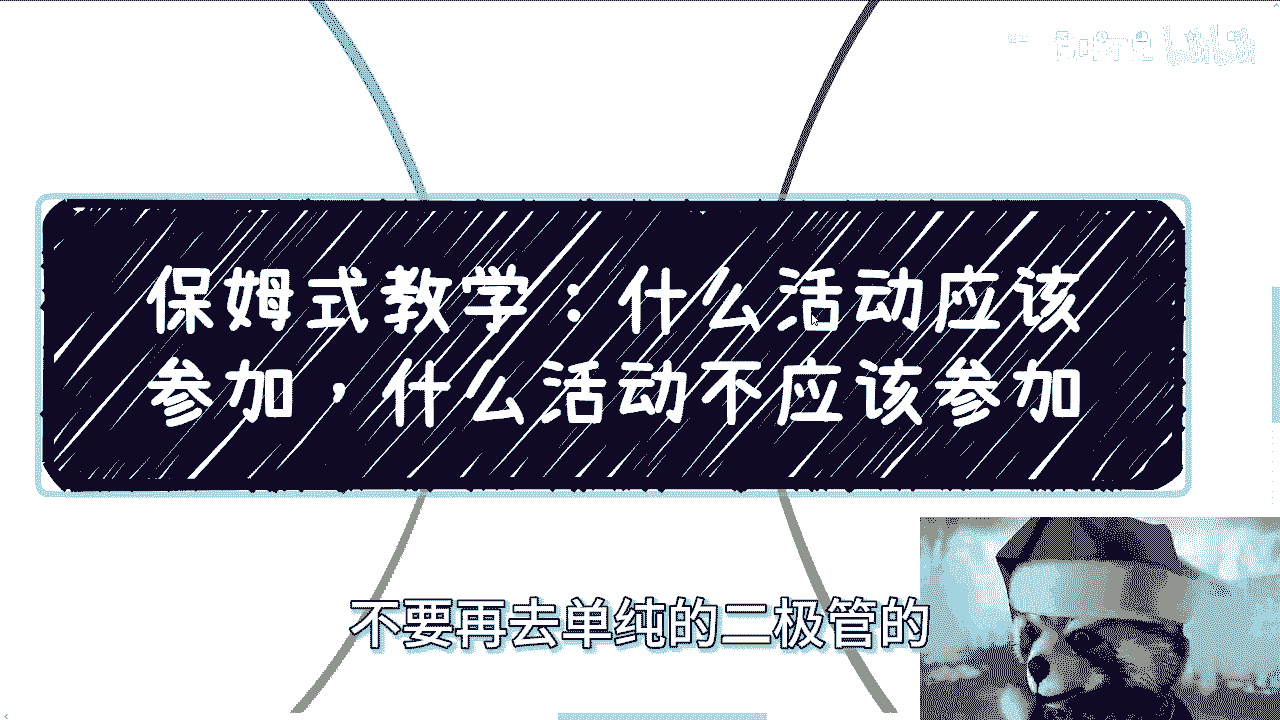 保姆式教学：什么活动应该
参加，什么活动不应该参加
不要再去单纯的二极管的